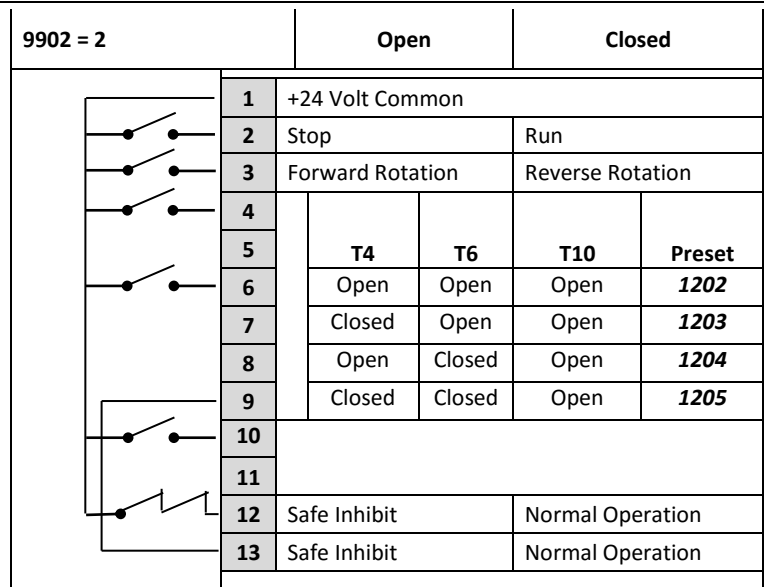 9902 = 2 Open Closed
1 +24 Volt Common
2 Stop Run
3 Forward Rotation Reverse Rotation
4
5 T4 T6 T10 Preset
6 Open Open Open 1202
7 Closed Open Open 1203
8 Open Closed Open 1204
9 Closed Closed Open 1205
10
11
12 Safe Inhibit Normal Operation
13 Safe Inhibit Normal Operation